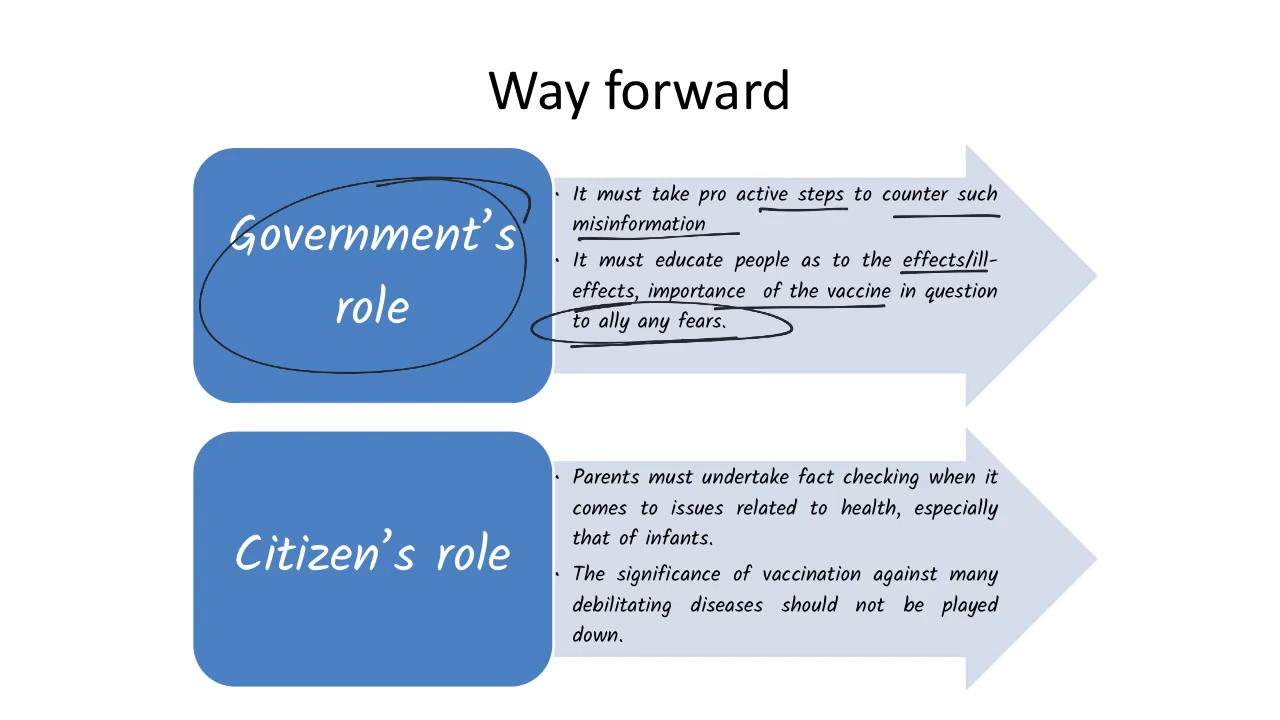 Way forward
Government's
role
• It must take pro active steps to counter such
misinformation
• It must educate people as to the effects/ill-
effects, importance of the vaccine in question
to ally any fears.
Citizen's role
• Parents must undertake fact checking when it
comes to issues related to health, especially
that of infants.
• The significance of vaccination against many
debilitating diseases should not be played
down.